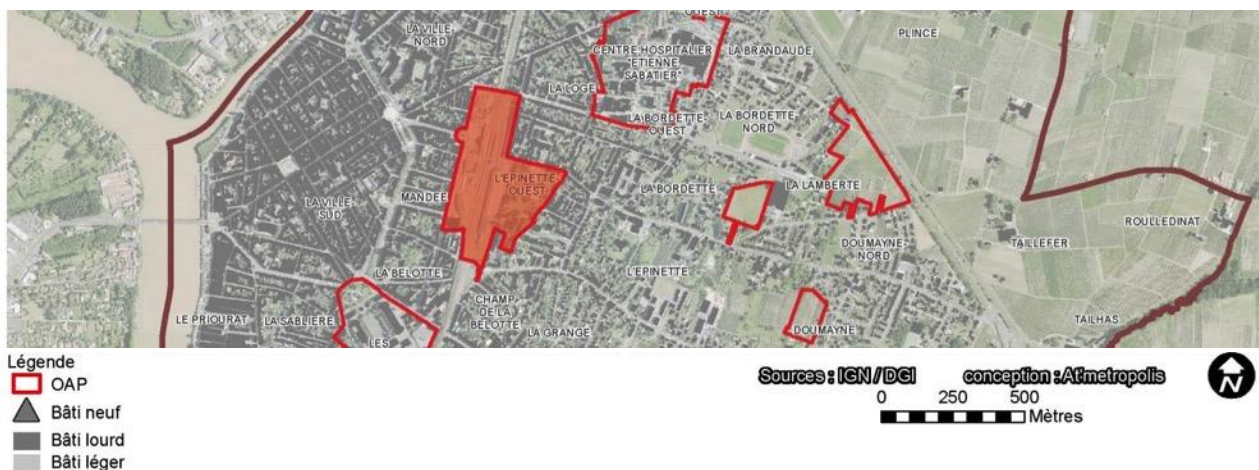 OUEST
LA VILLE-NORD
PLINCE
CENTRE HOSPITALIER "ETIENNE SABATIER"
LA BRANDAUDE
LA LOGE
LA BORDETTE-OUEST
LA BORDETTE-NORD
L'EPINETTE-OUEST
LA BORDETTE
LA LAMBERTE
MANDEE
LA VILLE-SUD
ROULLEDINAT
DOUMAYNE-NORD
TAILLEFER
LA BELOTTE
L'EPINETTE
LE PRIOURAT
LA SABLIERE
CHAMP DE LA BELOTTE
LA GRANGE
DOUMAYNE
TAILHAS
LES
Légende
OAP
Bâti neuf
Bâti lourd
Bâti léger
Sources : IGN / DGI
conception : At'metropolis
N
0 250 500
Mètres